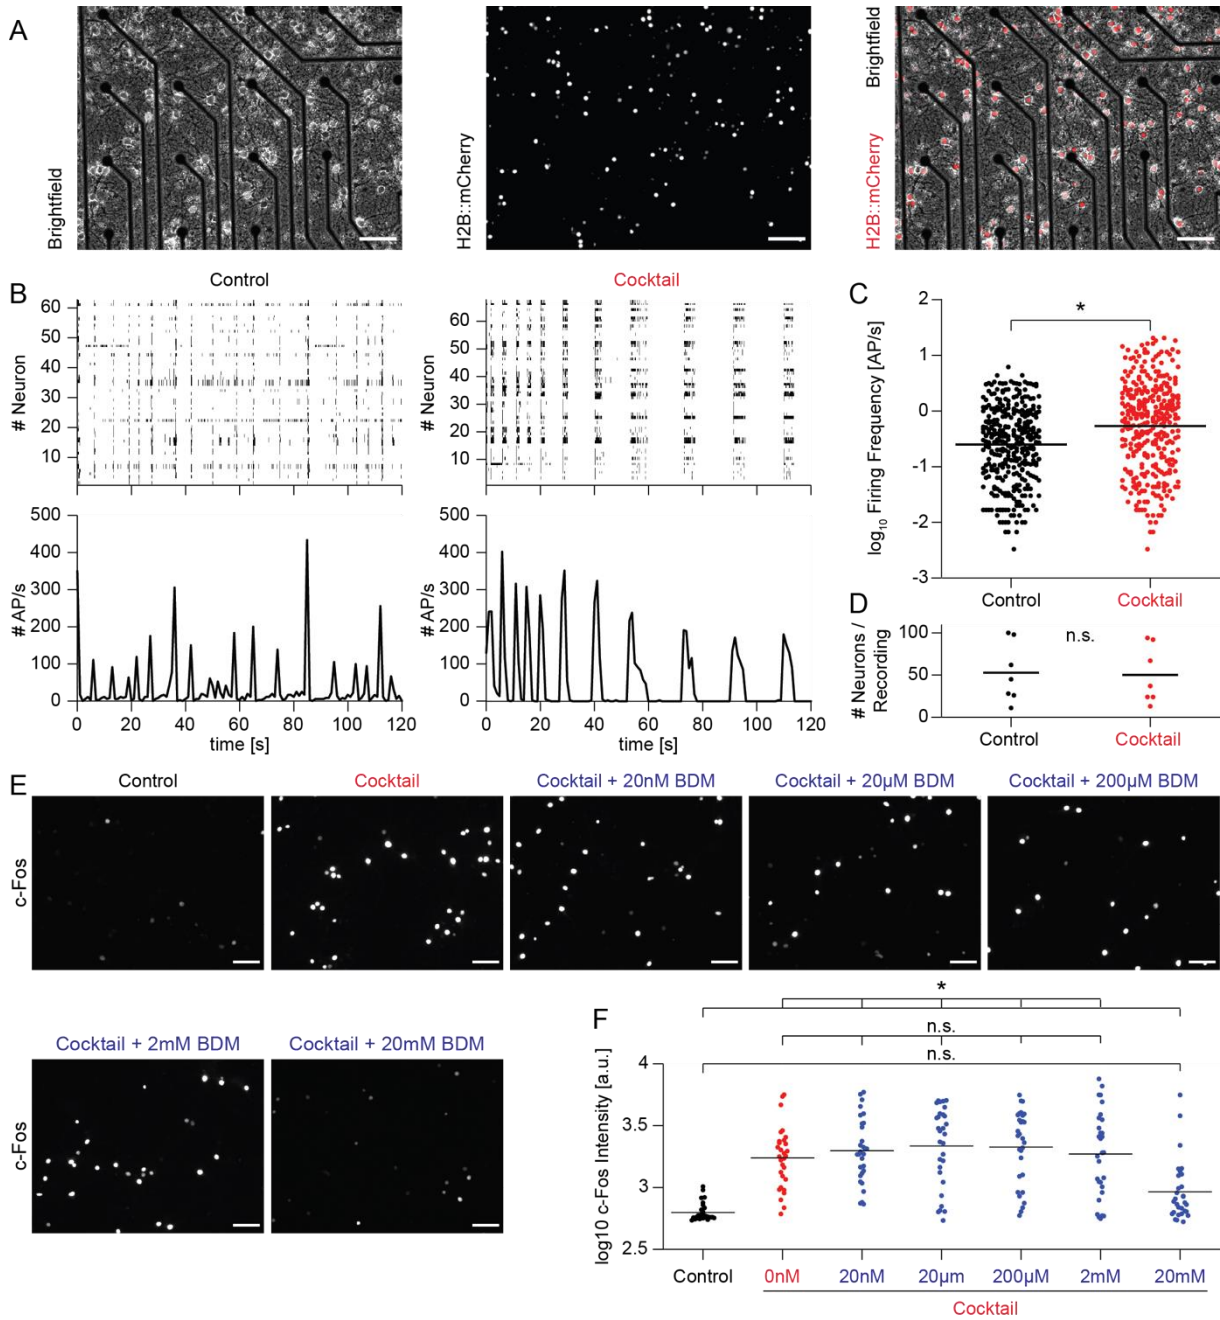 A
Brightfield
H2B::mCherry
H2B::mCherry Brightfield
B
Control
Cocktail
# Neuron
60
50
40
30
20
10
# Neuron
60
50
40
30
20
10
# AP/s
500
400
300
200
100
0
0 20 40 60 80 100 120
time [s]
# AP/s
500
400
300
200
100
0
0 20 40 60 80 100 120
time [s]
C
log10 Firing Frequency [AP/s]
2
1
0
-1
-2
-3
*
Control Cocktail
D
# Neurons /
Recording
100
50
0
n.s.
Control Cocktail
E
Control Cocktail Cocktail + 20nM BDM Cocktail + 20µM BDM Cocktail + 200µM BDM
c-Fos
Cocktail + 2mM BDM Cocktail + 20mM BDM
c-Fos
F
*
n.s.
n.s.
log10 c-Fos Intensity [a.u.]
4
3.5
3
2.5
Control 0nM 20nM 20µm 200µM 2mM 20mM
Cocktail